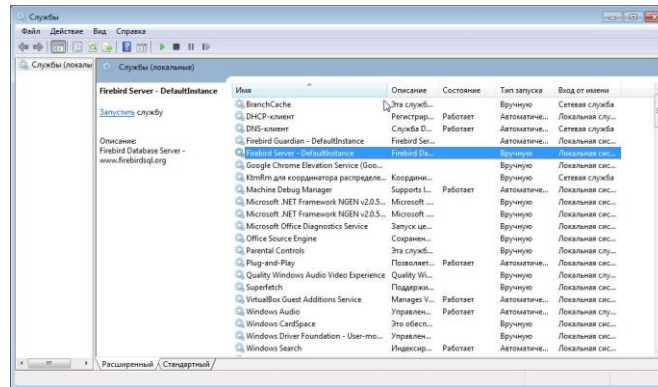 Службы
Файл Действие Вид Справка
Службы (локалы
Службы (локальные)
Firebird Server - DefaultInstance
Запустить службу
Описание:
Firebird Database Server -
www.firebirdsql.org
Имя Описание Состояние Тип запуска Вход от имени
BranchCache Эта служб... Вручную Сетевая служба
DHCP-клиент Регистрир... Работает Автоматиче... Локальная слу...
DNS-клиент Служба D... Работает Автоматиче... Сетевая служба
Firebird Guardian - DefaultInstance Firebird Ser... Автоматиче... Локальная сис...
Firebird Server - DefaultInstance Firebird Da... Вручную Локальная сис...
Google Chrome Elevation Service (Goo... Вручную Локальная сис...
KtmRm для координатора распределе... Координи... Вручную Сетевая служба
Machine Debug Manager Supports l... Работает Автоматиче... Локальная сис...
Microsoft .NET Framework NGEN v2.0.5... Microsoft .... Вручную Локальная сис...
Microsoft .NET Framework NGEN v2.0.5... Microsoft .... Вручную Локальная сис...
Microsoft Office Diagnostics Service Запуск це... Вручную Локальная сис...
Office Source Engine Сохранен... Вручную Локальная сис...
Parental Controls Эта служб... Вручную Локальная слу...
Plug-and-Play Позволяет... Работает Автоматиче... Локальная сис...
Quality Windows Audio Video Experience Quality Wi... Вручную Локальная слу...
Superfetch Поддержи... Вручную Локальная сис...
VirtualBox Guest Additions Service Manages V... Работает Автоматиче... Локальная сис...
Windows Audio Управлен... Работает Автоматиче... Локальная слу...
Windows CardSpace Это обесп... Вручную Локальная сис...
Windows Driver Foundation - User-mo... Управлен... Вручную Локальная сис...
Windows Search Индексир... Работает Автоматиче... Локальная сис...
Расширенный Стандартный